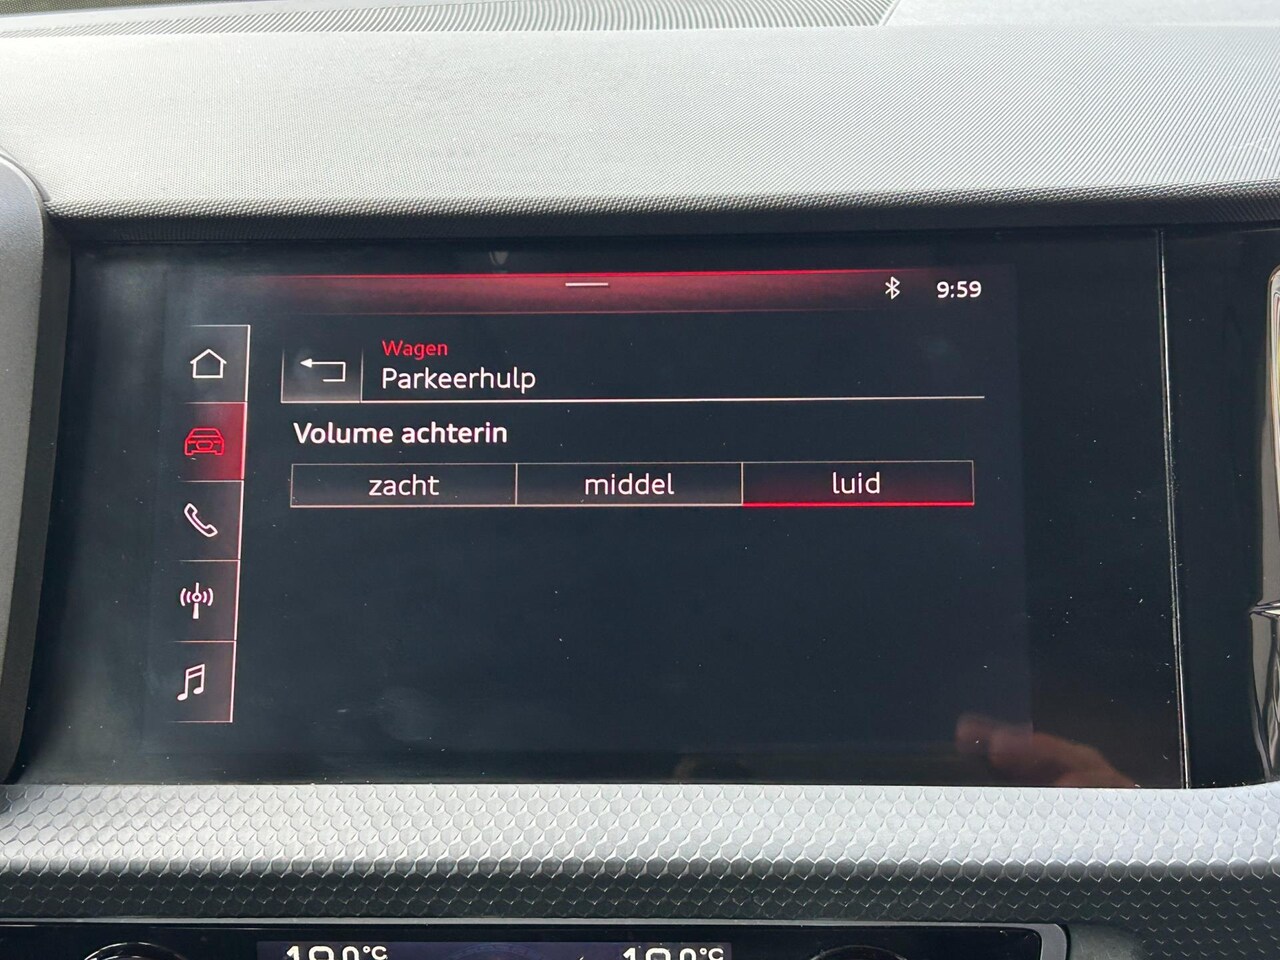 9:59
Wagen
Parkeerhulp
Volume achterin
zacht middel luid